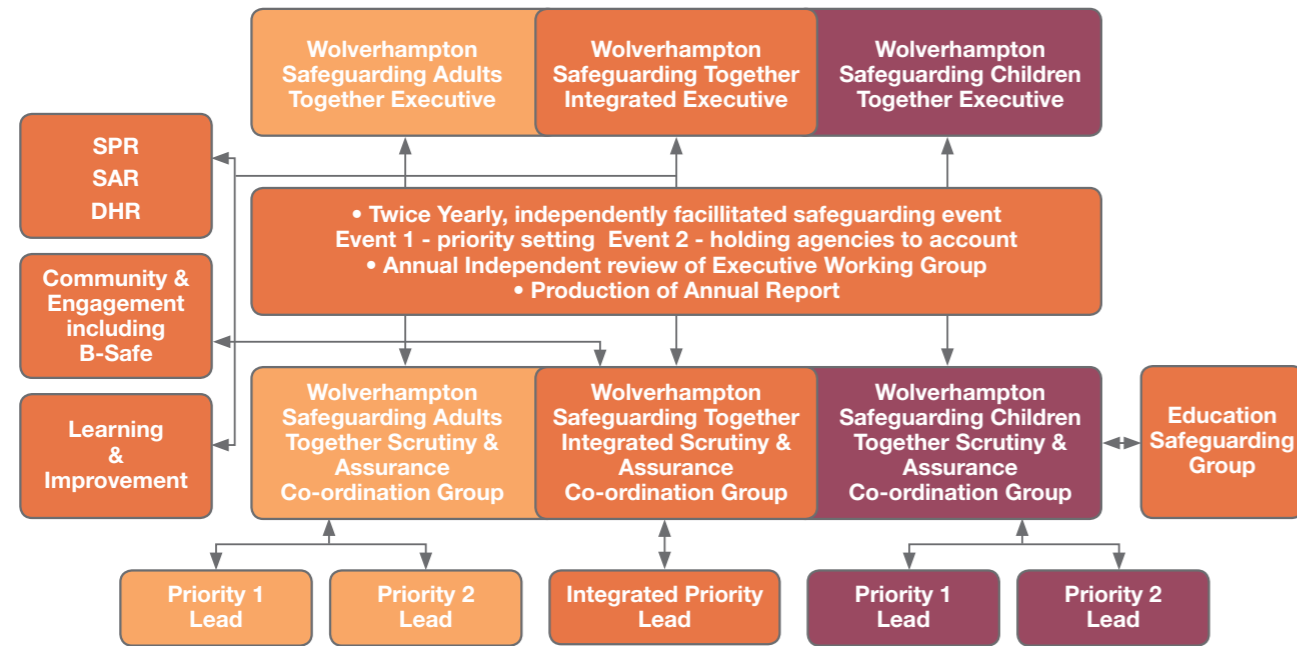 Wolverhampton
Safeguarding Adults
Together Executive
Wolverhampton
Safeguarding Together
Integrated Executive
Wolverhampton
Safeguarding Children
Together Executive
SPR
SAR
DHR
• Twice Yearly, independently facillitated safeguarding event
Event 1 - priority setting Event 2 - holding agencies to account
• Annual Independent review of Executive Working Group
• Production of Annual Report
Community &
Engagement
including
B-Safe
Learning
&
Improvement
Wolverhampton
Safeguarding Adults
Together Scrutiny &
Assurance
Co-ordination Group
Wolverhampton
Safeguarding Together
Integrated Scrutiny &
Assurance
Co-ordination Group
Wolverhampton
Safeguarding Children
Together Scrutiny &
Assurance
Co-ordination Group
Education
Safeguarding
Group
Priority 1
Lead
Priority 2
Lead
Integrated Priority
Lead
Priority 1
Lead
Priority 2
Lead